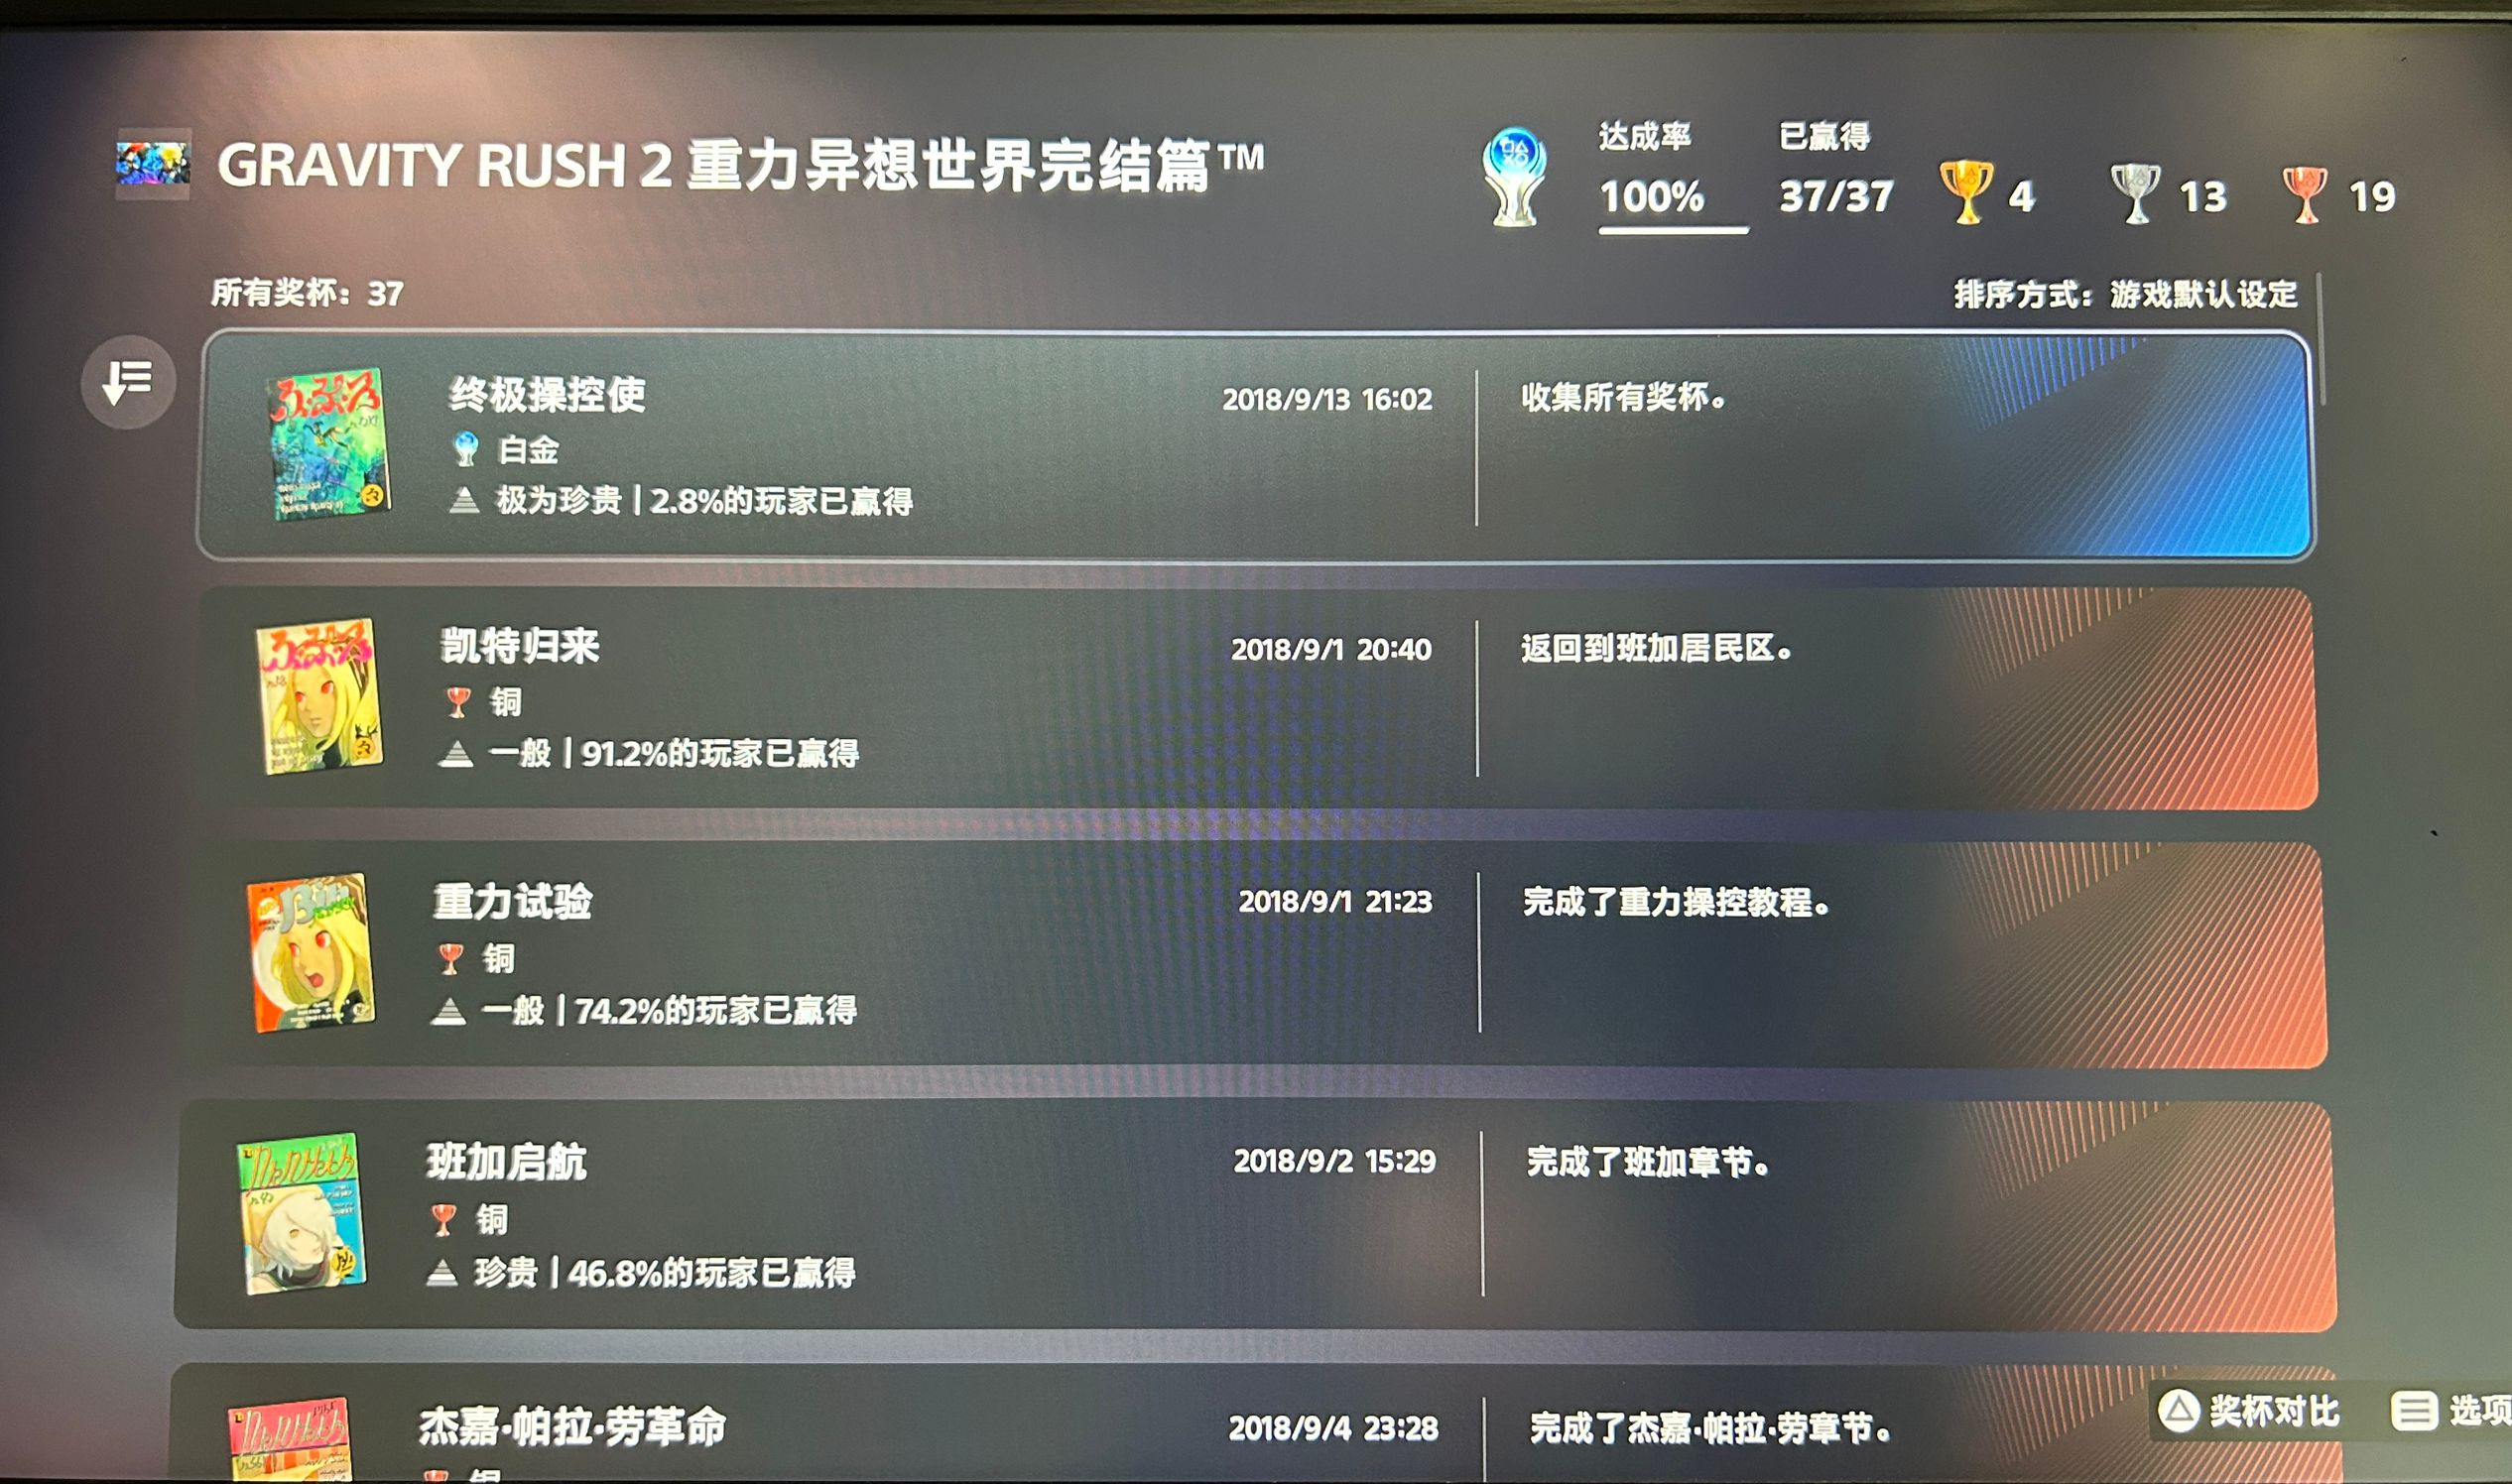 GRAVITY RUSH 2 重力异想世界完结篇™
达成率
100%
已赢得
37/37
4
13
19
所有奖杯：37
排序方式：游戏默认设定
终极操控使
2018/9/13 16:02
收集所有奖杯。
白金
极为珍贵 | 2.8%的玩家已赢得
凯特归来
2018/9/1 20:40
返回到班加居民区。
铜
一般 | 91.2%的玩家已赢得
重力试验
2018/9/1 21:23
完成了重力操控教程。
铜
一般 | 74.2%的玩家已赢得
班加启航
2018/9/2 15:29
完成了班加章节。
铜
珍贵 | 46.8%的玩家已赢得
杰嘉·帕拉·劳革命
2018/9/4 23:28
完成了杰嘉·帕拉·劳章节。
铜
奖杯对比
选项